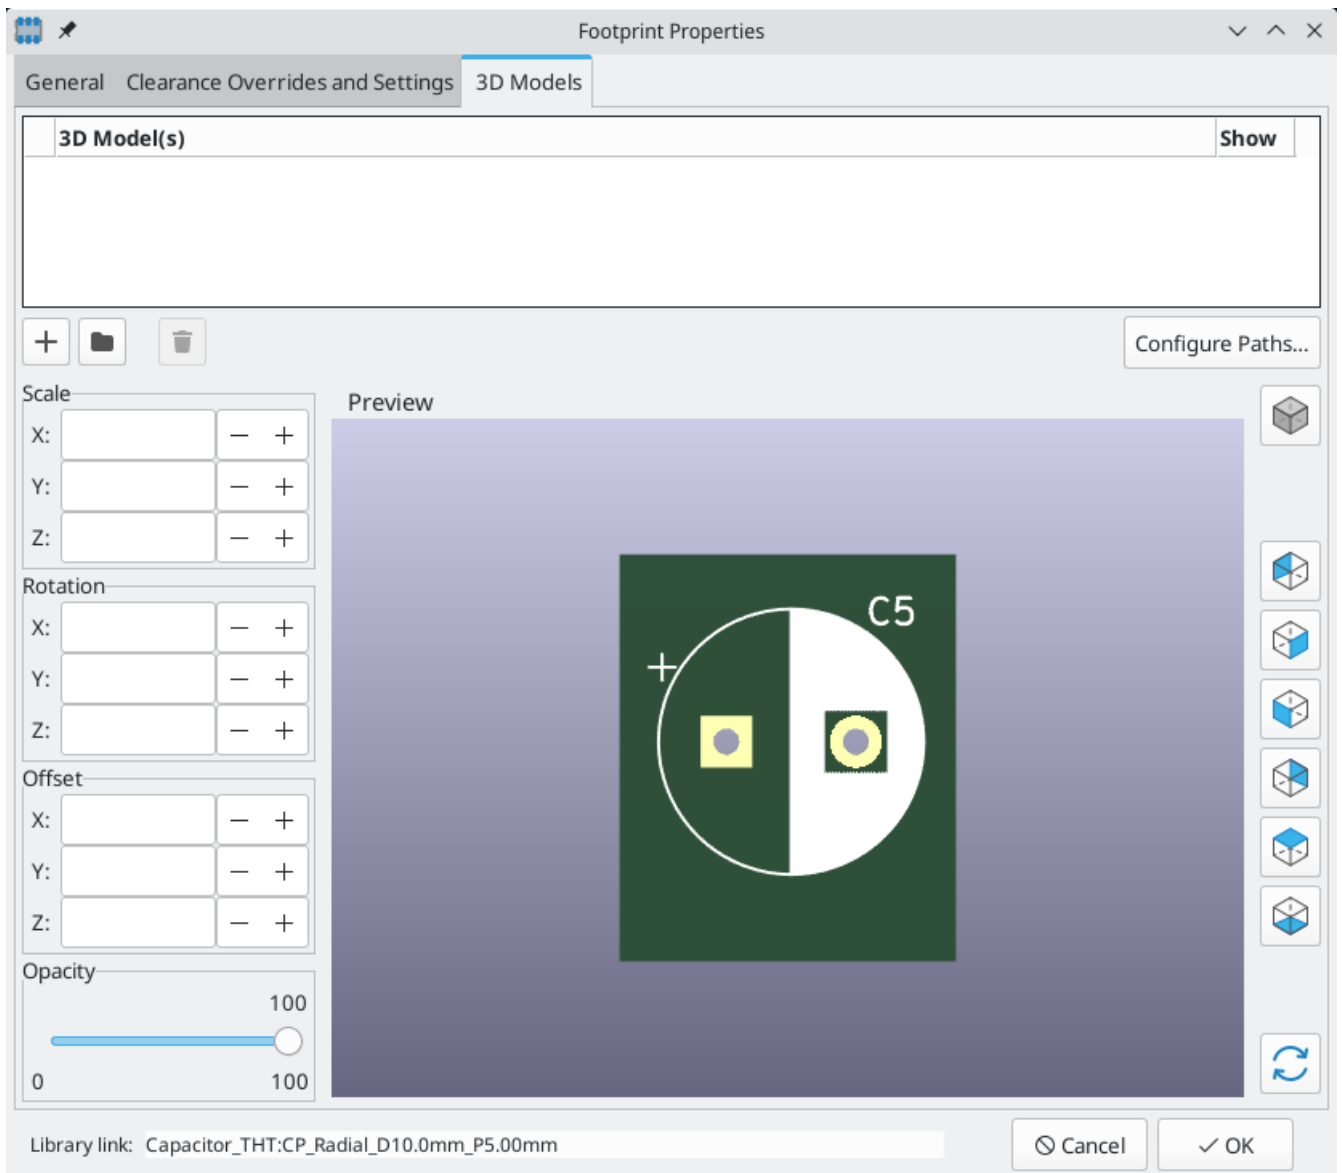 Footprint Properties
General Clearance Overrides and Settings 3D Models
3D Model(s) Show
Configure Paths...
Scale
X:
Y:
Z:
Rotation
X:
Y:
Z:
Offset
X:
Y:
Z:
Opacity
100
0 100
Preview
C5
+
Library link: Capacitor_THT:CP_Radial_D10.0mm_P5.00mm
Cancel OK